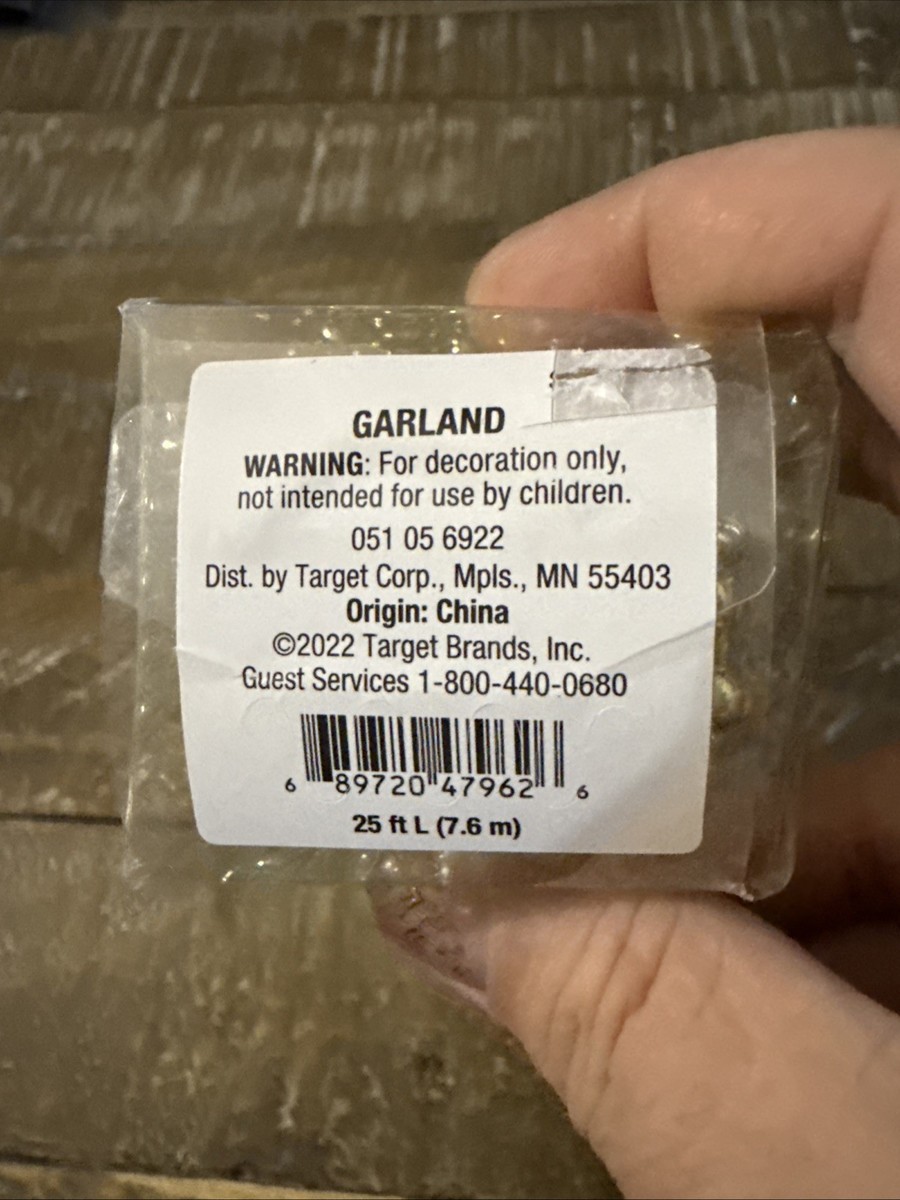 GARLAND
WARNING: For decoration only,
not intended for use by children.
051 05 6922
Dist. by Target Corp., Mpls., MN 55403
Origin: China
©2022 Target Brands, Inc.
Guest Services 1-800-440-0680
6 89720 47962 6
25 ft L (7.6 m)